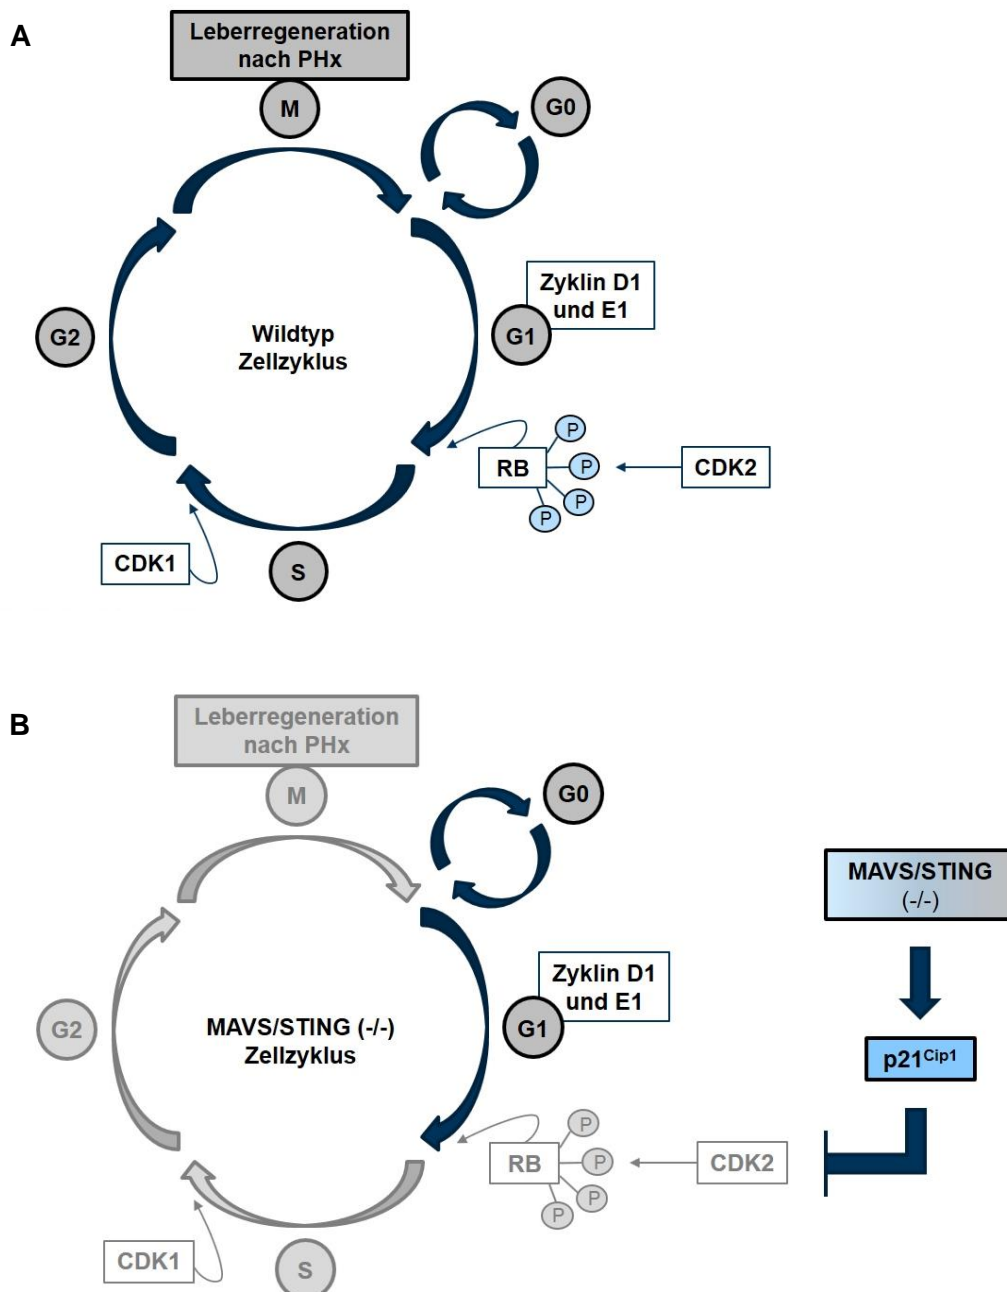 A
Leberregeneration
nach PHx
M
G0
Zyklin D1
und E1
G1
G2
Wildtyp
Zellzyklus
P
P
P
P
RB
CDK2
CDK1
S
B
Leberregeneration
nach PHx
M
G0
MAVS/STING
(-/-)
Zyklin D1
und E1
G1
G2
MAVS/STING (-/-)
Zellzyklus
p21Cip1
P
P
P
P
RB
CDK2
CDK1
S